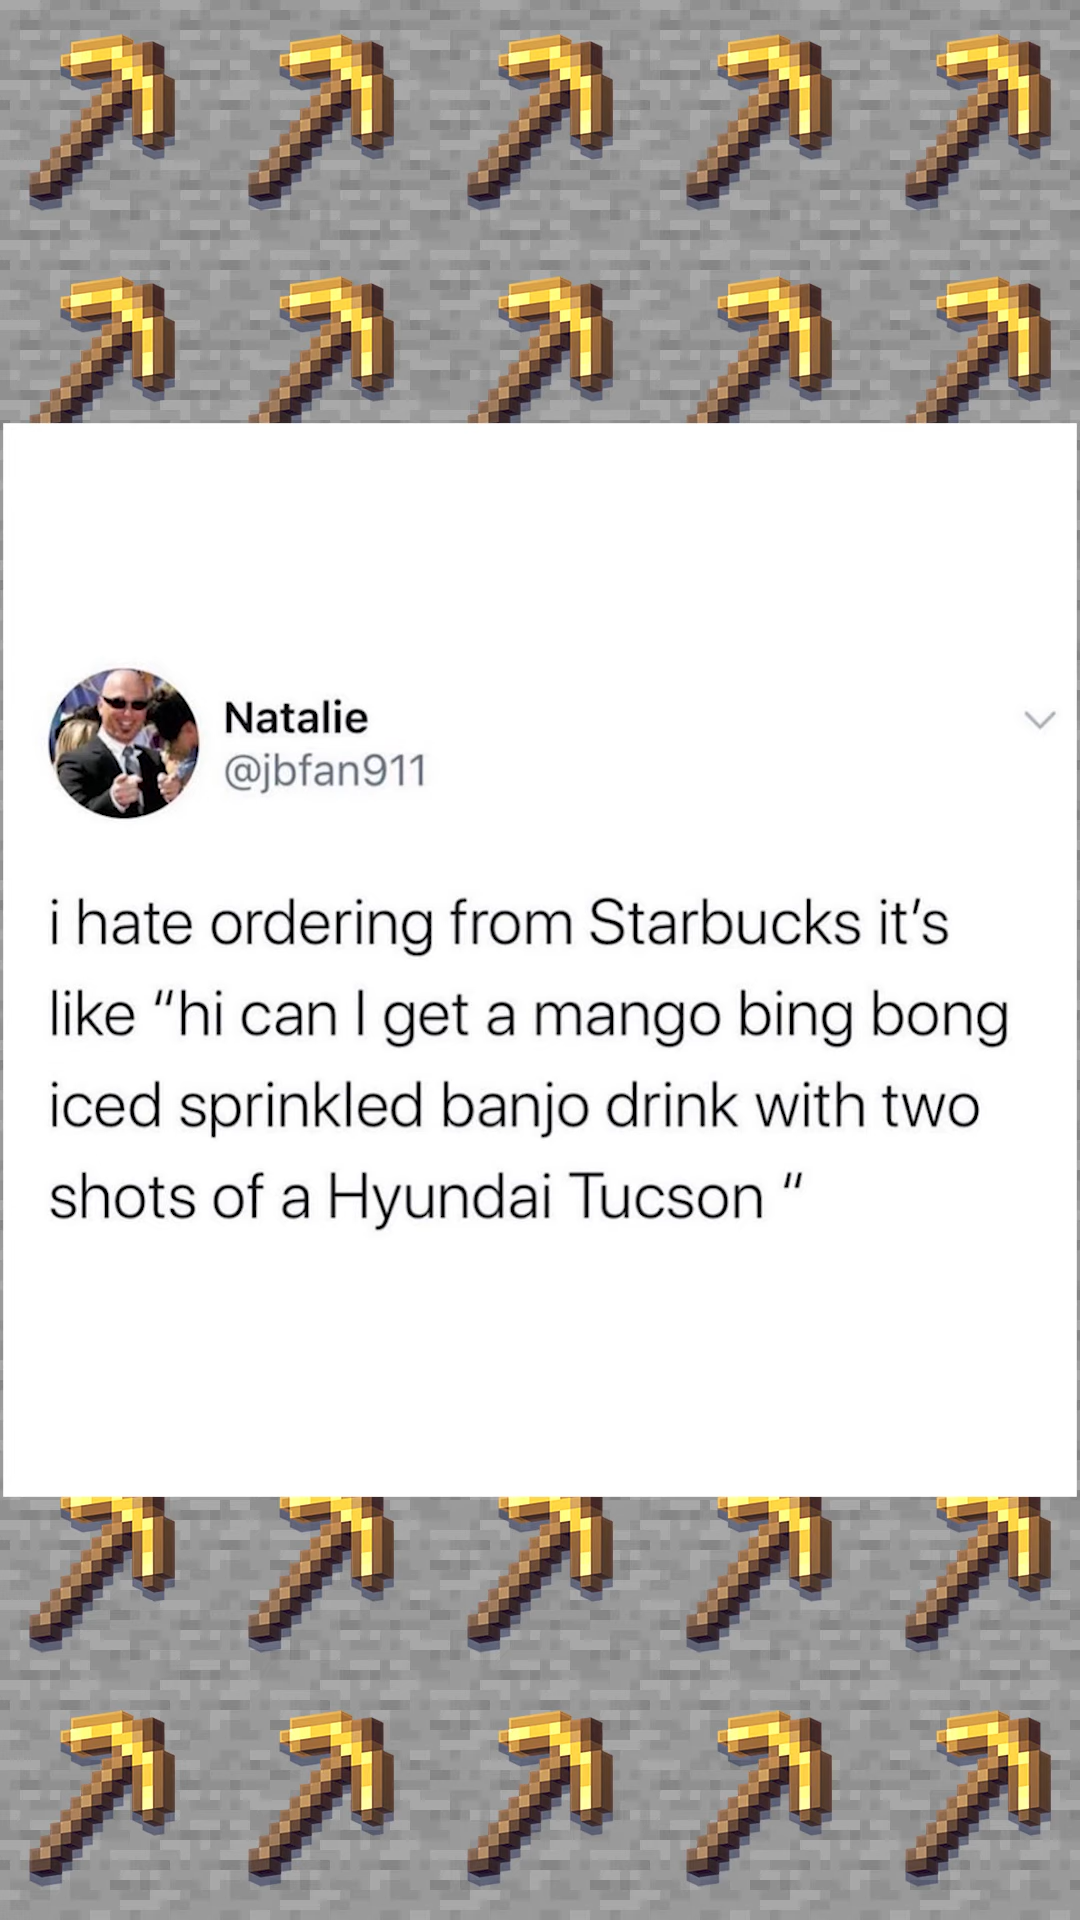 Natalie
@jbfan911
i hate ordering from Starbucks it's
like "hi can I get a mango bing bong
iced sprinkled banjo drink with two
shots of a Hyundai Tucson "